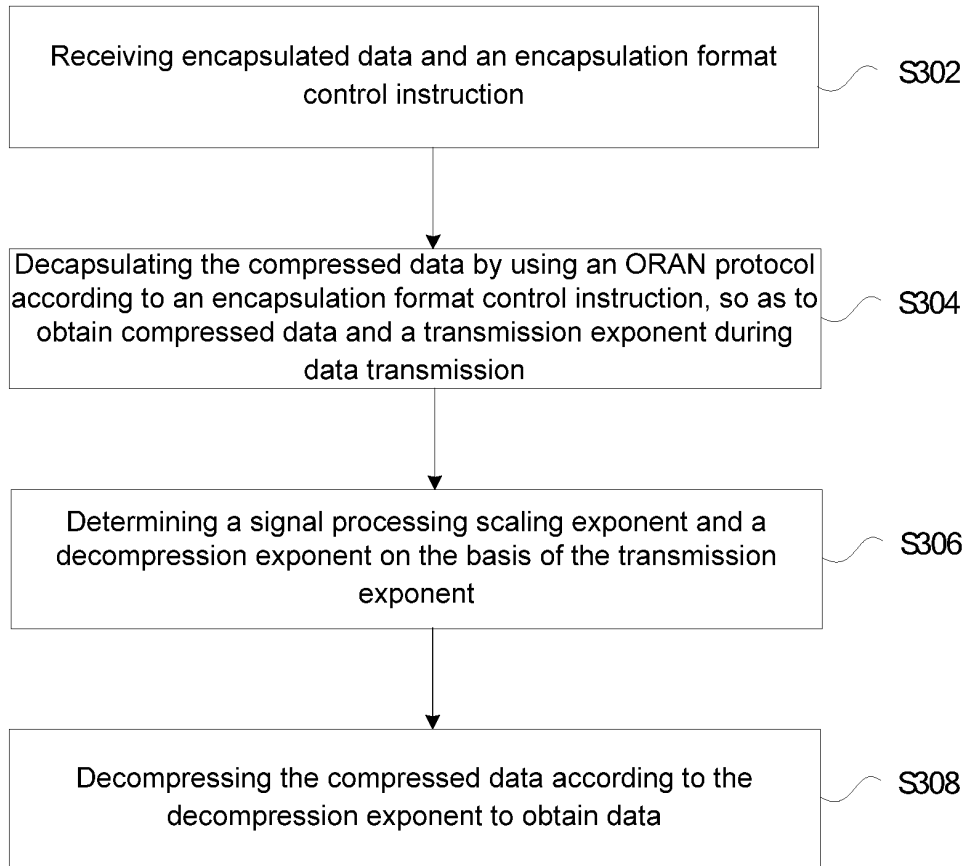 Receiving encapsulated data and an encapsulation format
control instruction
S302
Decapsulating the compressed data by using an ORAN protocol
according to an encapsulation format control instruction, so as to
obtain compressed data and a transmission exponent during
data transmission
S304
Determining a signal processing scaling exponent and a
decompression exponent on the basis of the transmission
exponent
S306
Decompressing the compressed data according to the
decompression exponent to obtain data
S308